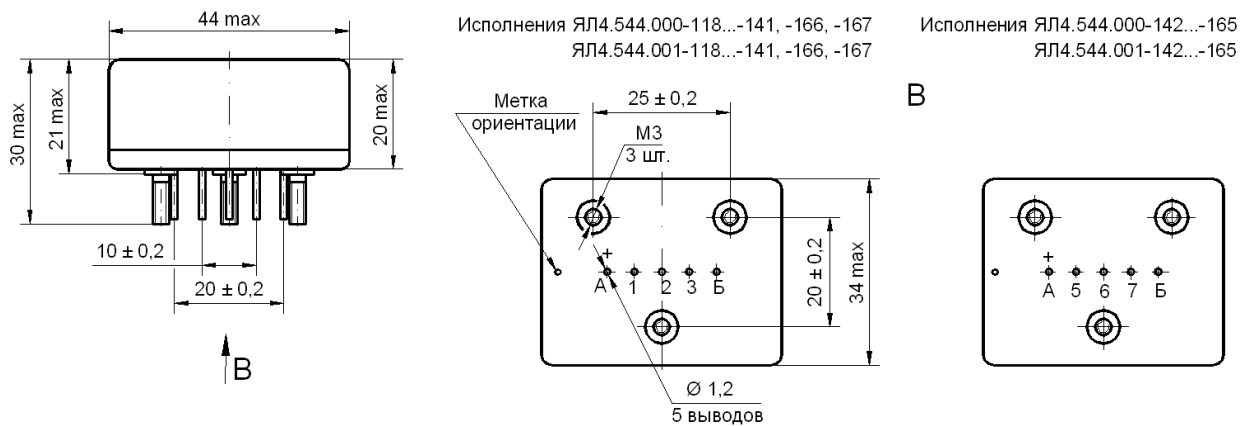 44 max
30 max
21 max
20 max
10 ± 0,2
20 ± 0,2
В
Исполнения ЯЛ4.544.000-118...-141, -166, -167
ЯЛ4.544.001-118...-141, -166, -167
Метка
ориентации
25 ± 0,2
М3
3 шт.
+
А 1 2 3 Б
20 ± 0,2
34 max
Ø 1,2
5 выводов
Исполнения ЯЛ4.544.000-142...-165
ЯЛ4.544.001-142...-165
В
+
А 5 6 7 Б